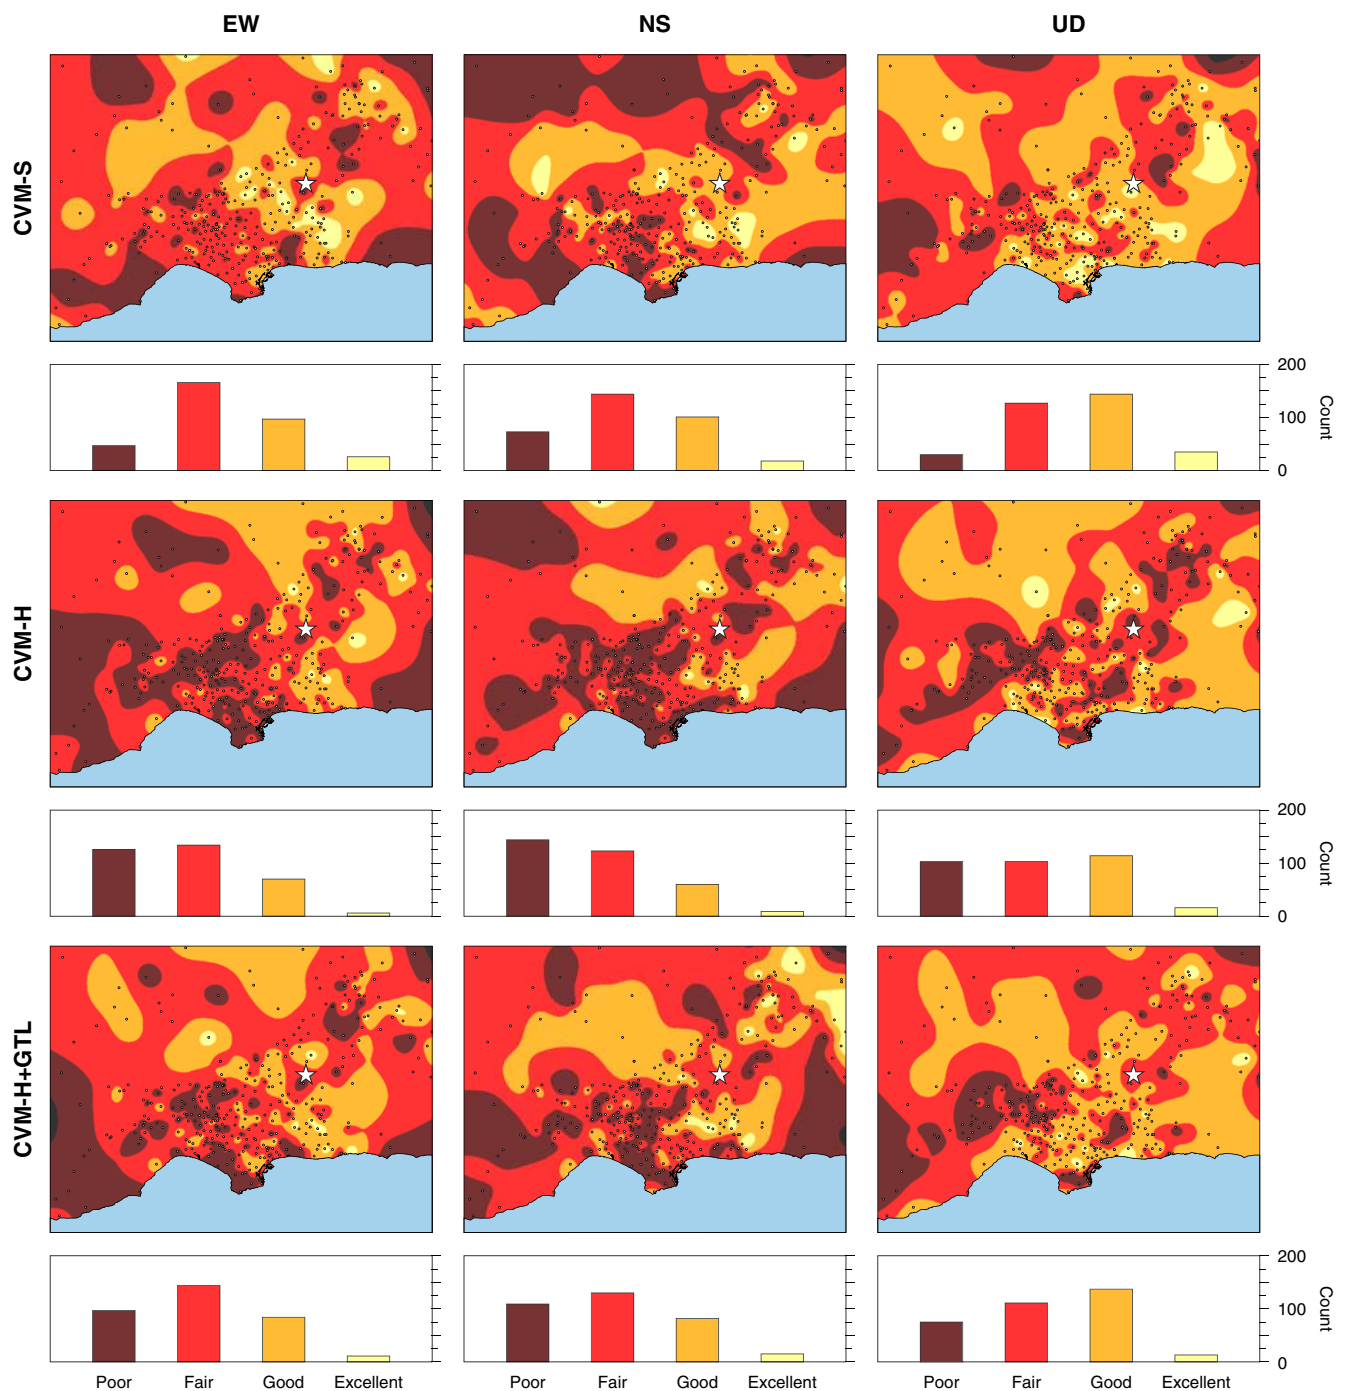 EW NS UD
CVM-S
200
100
0
Count
CVM-H
200
100
0
Count
CVM-H+GTL
200
100
0
Count
Poor Fair Good Excellent Poor Fair Good Excellent Poor Fair Good Excellent